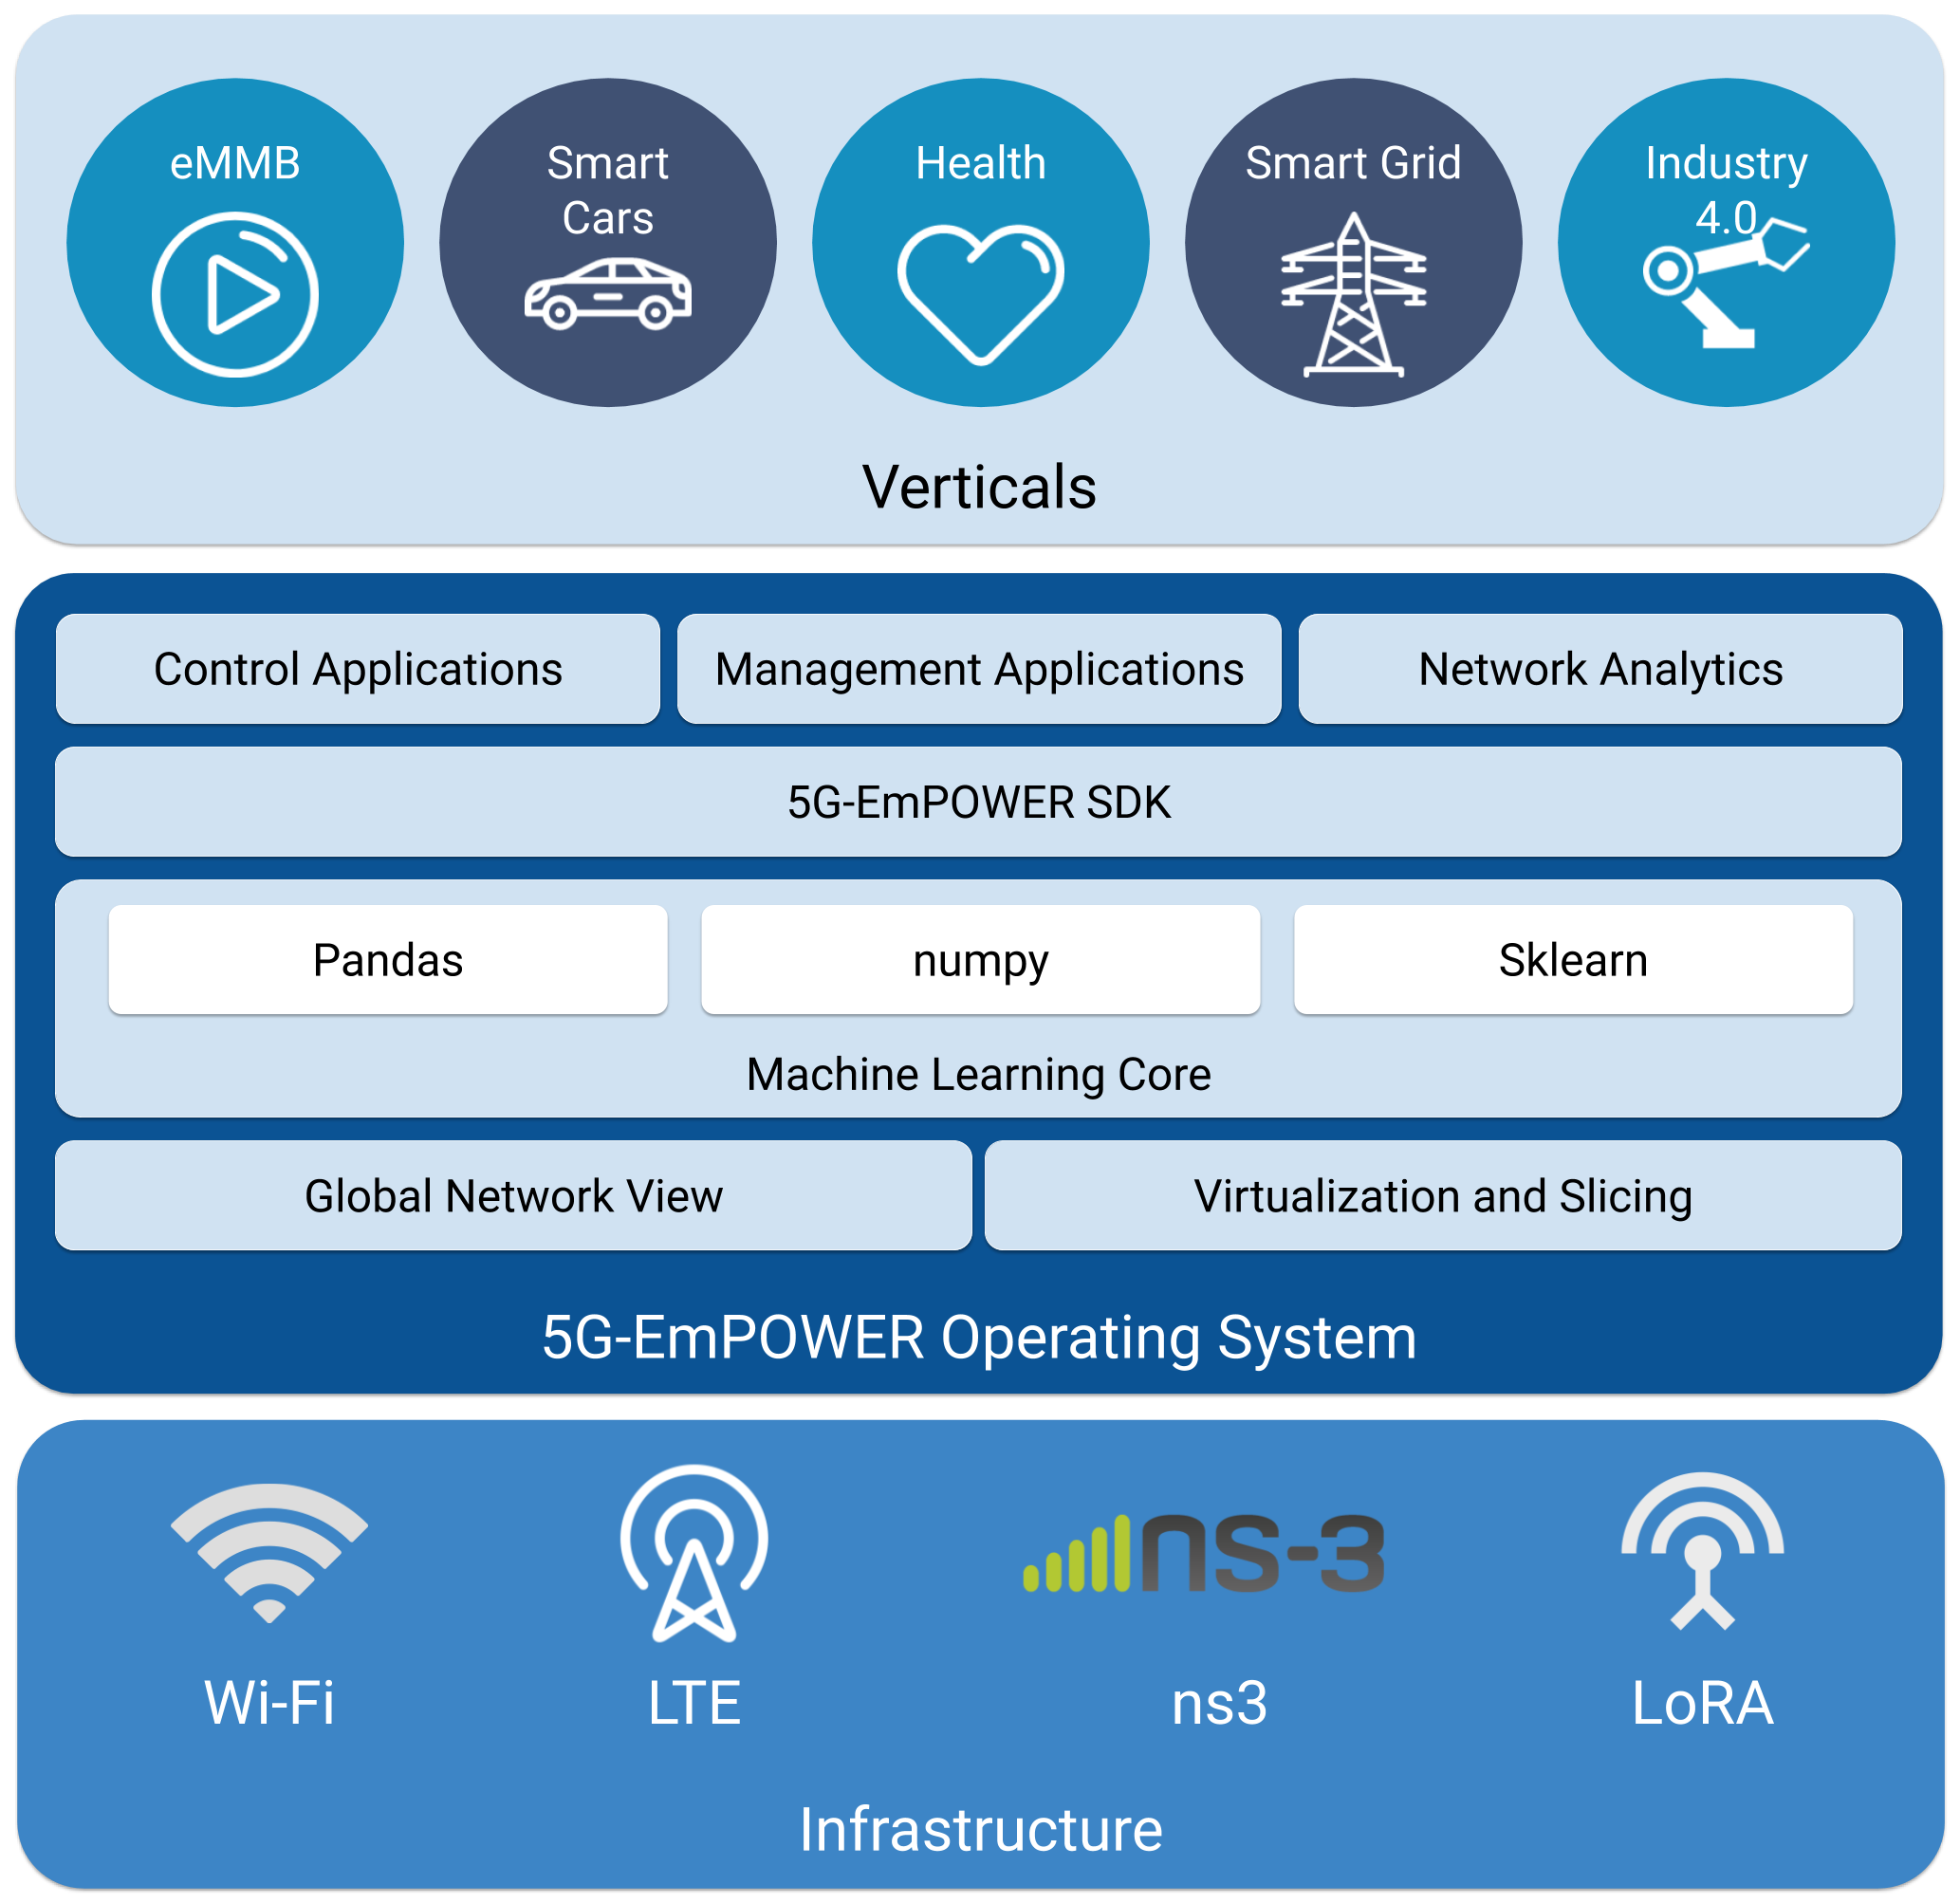 eMMB
Smart
Cars
Health
Smart Grid
Industry
4.0
Verticals
Control Applications
Management Applications
Network Analytics
5G-EmPOWER SDK
Pandas
numpy
Sklearn
Machine Learning Core
Global Network View
Virtualization and Slicing
5G-EmPOWER Operating System
ns-3
Wi-Fi
LTE
ns3
LoRA
Infrastructure